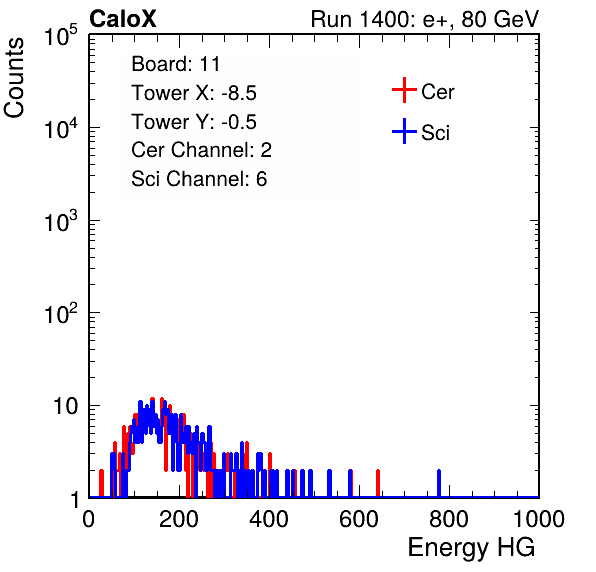 CaloX
Run 1400: e+, 80 GeV
Counts
10^5
10^4
10^3
10^2
10
1
Board: 11
Tower X: -8.5
Tower Y: -0.5
Cer Channel: 2
Sci Channel: 6
Cer
Sci
0 200 400 600 800 1000
Energy HG